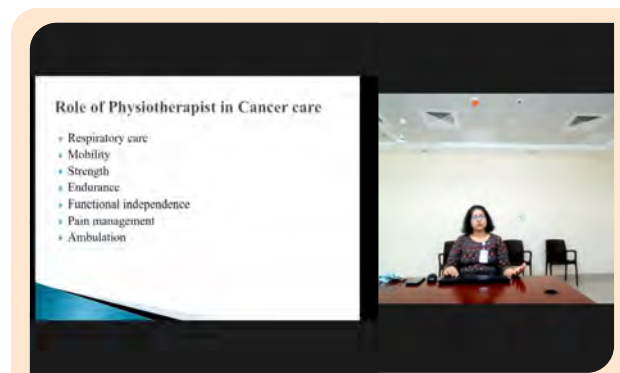 Role of Physiotherapist in Cancer care
Respiratory care
Mobility
Strength
Endurance
Functional independence
Pain management
Ambulation